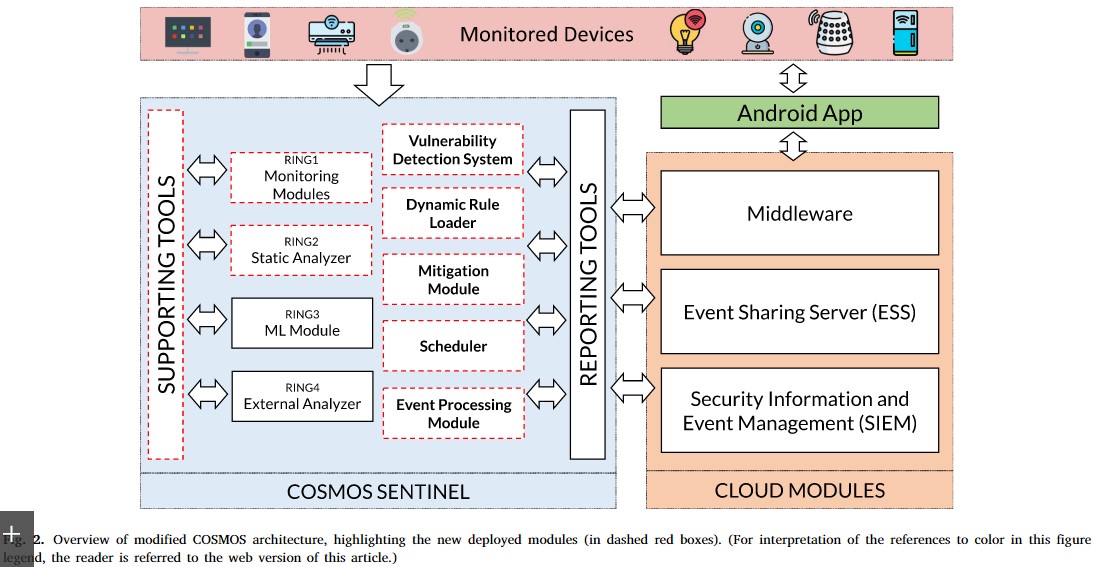 Monitored Devices
Android App
SUPPORTING TOOLS
RING1
Monitoring
Modules
RING2
Static Analyzer
RING3
ML Module
RING4
External Analyzer
Vulnerability
Detection System
Dynamic Rule
Loader
Mitigation
Module
Scheduler
Event Processing
Module
REPORTING TOOLS
COSMOS SENTINEL
Middleware
Event Sharing Server (ESS)
Security Information and
Event Management (SIEM)
CLOUD MODULES
2. Overview of modified COSMOS architecture, highlighting the new deployed modules (in dashed red boxes). (For interpretation of the references to color in this figure
legend, the reader is referred to the web version of this article.)